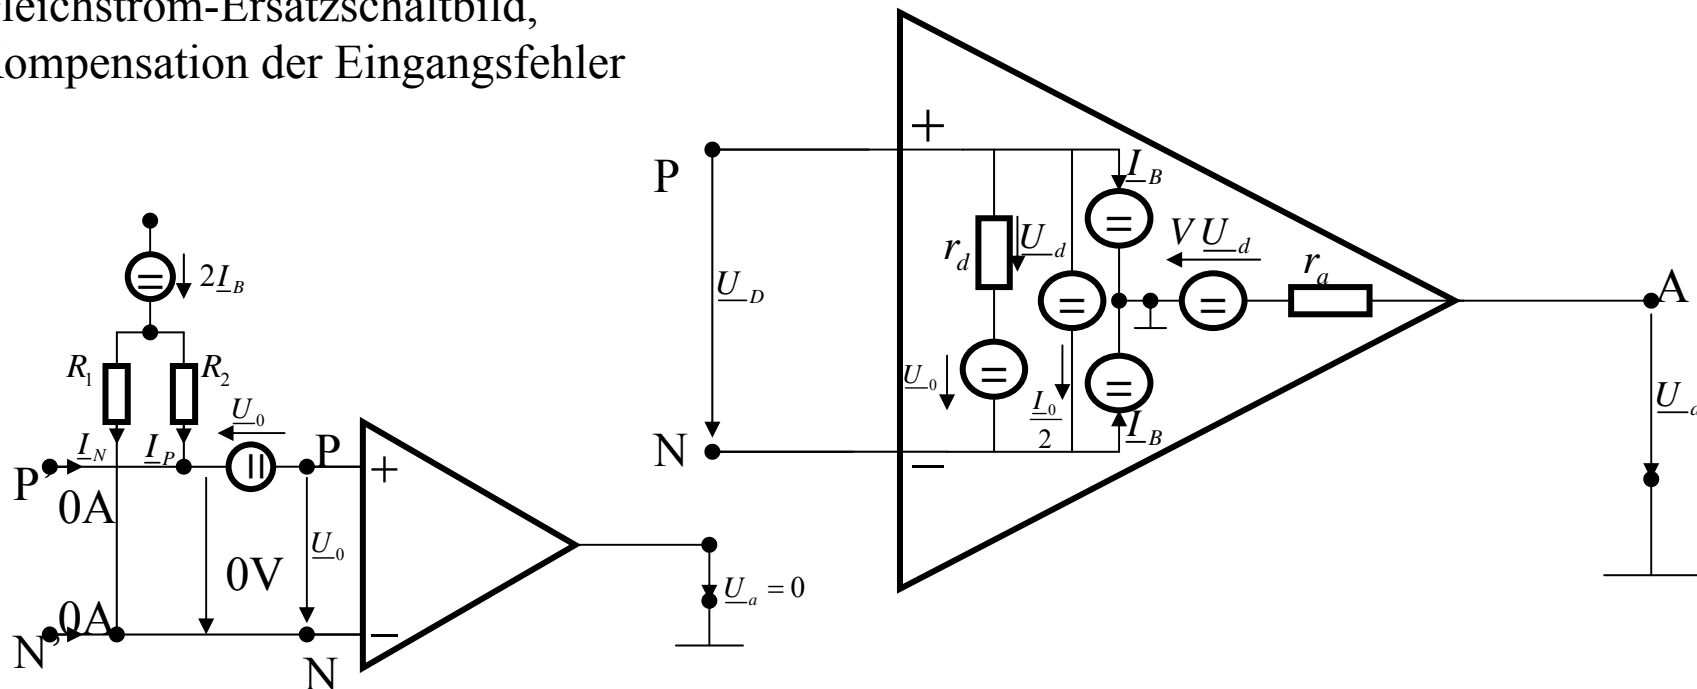 leichstrom-Ersatzschaltbild,
ompensation der Eingangsfehler
+
P
I_B
r_d
U_d
V U_d
r_a
U_D
A
2I_B
R_1
R_2
U_0
I_0/2
U_a
I_B
N
−
U_0
I_N
I_P
P
P'
+
0A
0V
U_0
U_a = 0
0A
N'
−
N